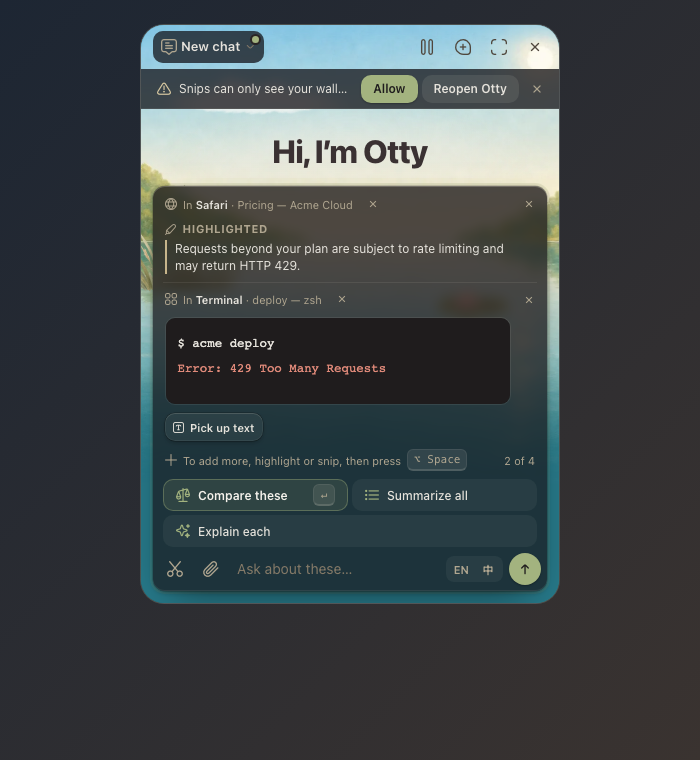 New chat
Snips can only see your wall...
Allow
Reopen Otty
Hi, I'm Otty
In Safari · Pricing — Acme Cloud
HIGHLIGHTED
Requests beyond your plan are subject to rate limiting and
may return HTTP 429.
In Terminal · deploy — zsh
$ acme deploy
Error: 429 Too Many Requests
Pick up text
To add more, highlight or snip, then press ⌥ Space 2 of 4
Compare these ↵
Summarize all
Explain each
Ask about these...
EN 中